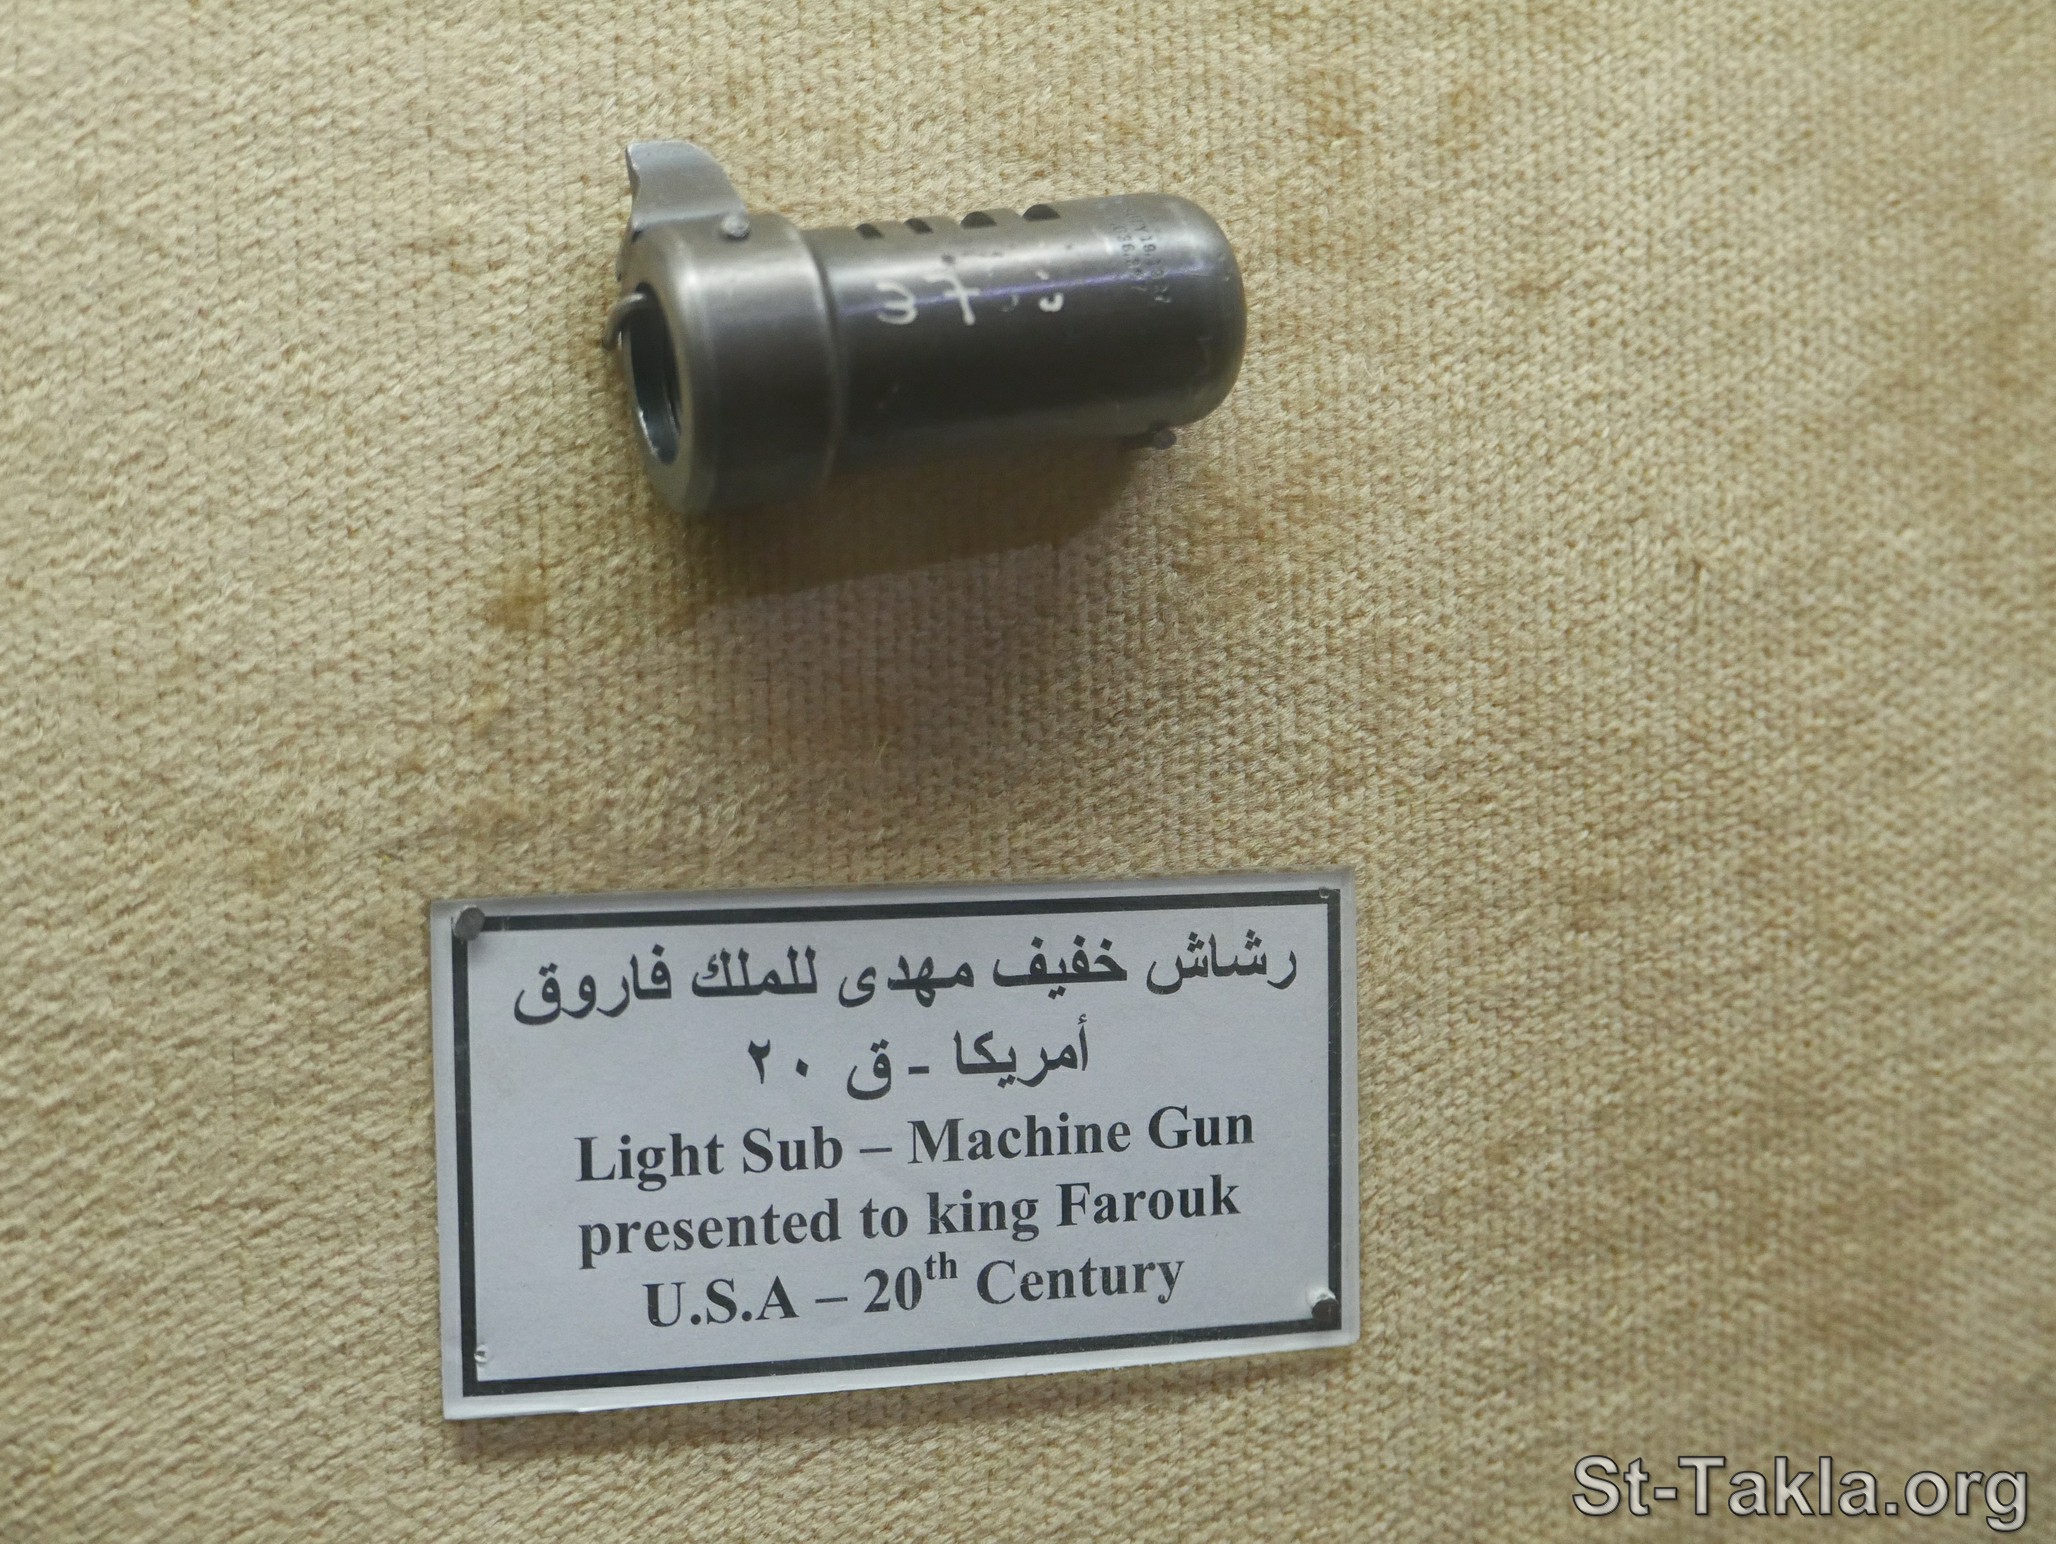 رشاش خفيف مهدى للملك فاروق
أمريكا - ق ٢٠
Light Sub – Machine Gun
presented to king Farouk
U.S.A – 20th Century
St-Takla.org